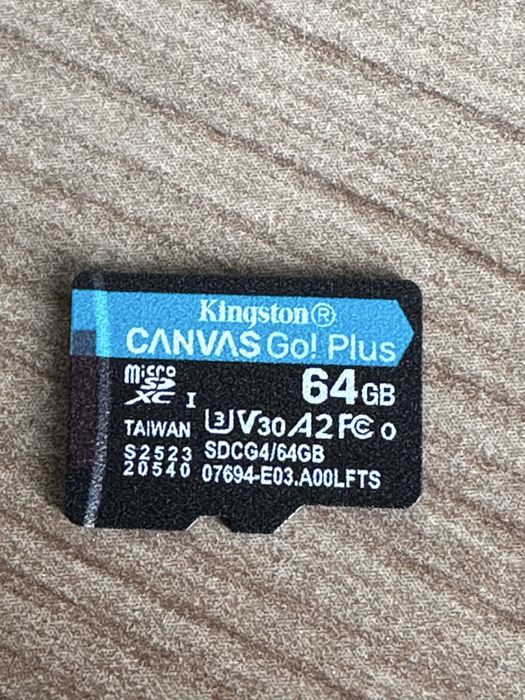 Kingston®
CANVAS Go! Plus
micro SD XC I
64GB
TAIWAN
U3 V30 A2 FC 0
S2523
SDCG4/64GB
20540
07694-E03.A00LFTS